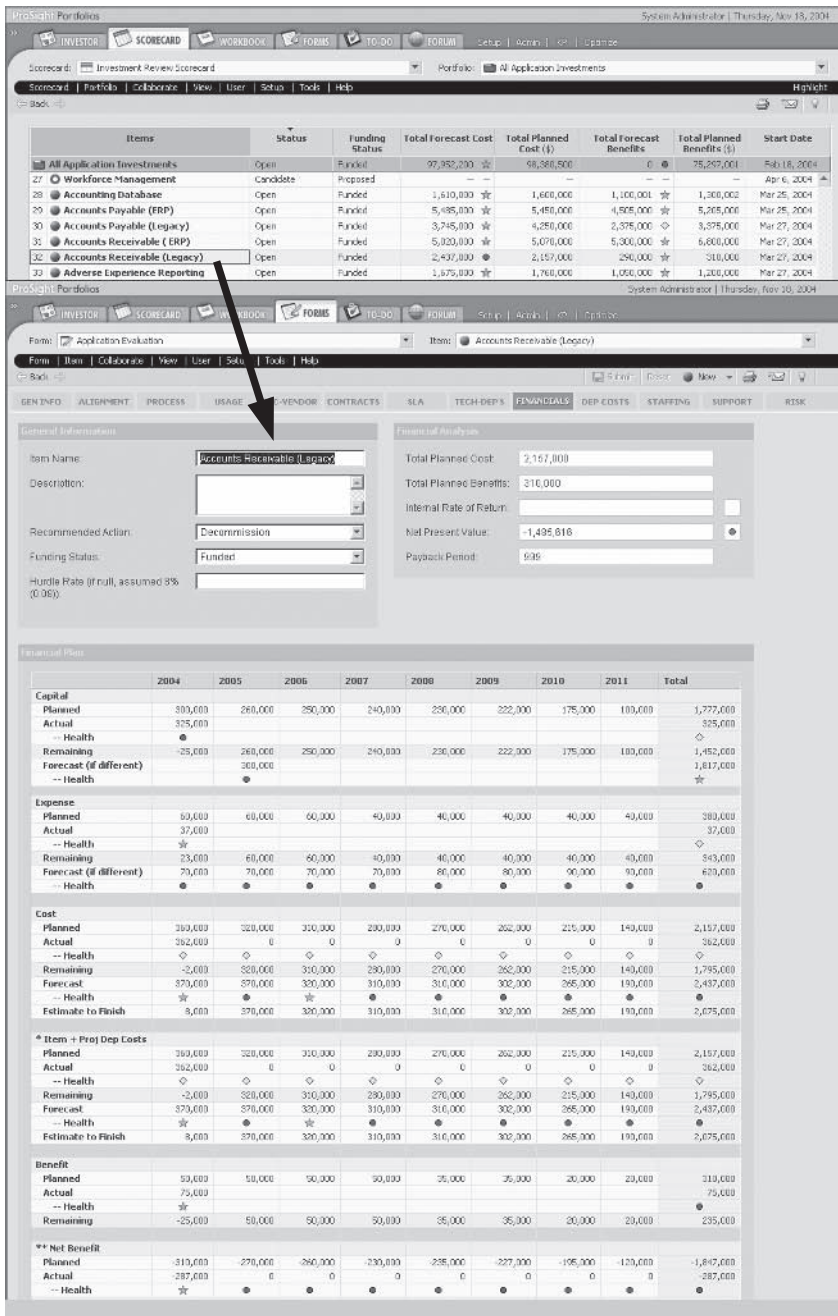 ProSight Portfolios System Administrator | Thursday, Nov 18, 2004
INVESTOR SCORECARD WORKBOOK FORMS TO-DO FORUM Setup | Admin | | Optimize
Scorecard: Investment Review Scorecard Portfolio: All Application Investments
Scorecard | Portfolio | Collaborate | View | User | Setup | Tools | Help Highlight
Back
Items Status Funding Status Total Forecast Cost Total Planned Cost ($) Total Forecast Benefits Total Planned Benefits ($) Start Date
All Application Investments Open Funded 97,952,200 98,380,500 0 75,297,001 Feb 18, 2004
27 Workforce Management Candidate Proposed -- -- -- -- Apr 6, 2004
28 Accounting Database Open Funded 1,610,000 1,600,000 1,100,001 1,300,002 Mar 25, 2004
29 Accounts Payable (ERP) Open Funded 5,485,000 5,450,000 4,505,000 5,205,000 Mar 25, 2004
30 Accounts Payable (Legacy) Open Funded 3,745,000 4,250,000 2,375,000 3,375,000 Mar 27, 2004
31 Accounts Receivable ( ERP) Open Funded 5,020,000 5,070,000 5,300,000 6,800,000 Mar 27, 2004
32 Accounts Receivable (Legacy) Open Funded 2,437,000 2,157,000 290,000 310,000 Mar 27, 2004
33 Adverse Experience Reporting Open Funded 1,675,000 1,760,000 1,050,000 1,200,000 Mar 27, 2004
ProSight Portfolios System Administrator | Thursday, Nov 18, 2004
INVESTOR SCORECARD WORKBOOK FORMS TO-DO FORUM Setup | Admin | | Optimize
Form: Application Evaluation Item: Accounts Receivable (Legacy)
Form | Item | Collaborate | View | User | Setup | Tools | Help
Back Submit Reset New
GEN INFO ALIGNMENT PROCESS USAGE -VENDOR CONTRACTS SLA TECH-DEP'S FINANCIALS DEP COSTS STAFFING SUPPORT RISK
General Information Financial Analysis
Item Name: Accounts Receivable (Legacy) Total Planned Cost: 2,157,000
Description: Total Planned Benefits: 310,000
Internal Rate of Return:
Recommended Action: Decommission Net Present Value: -1,485,616
Funding Status: Funded Payback Period: 999
Hurdle Rate (if null, assumed 8%
(0.08)):
Financial Plan
2004 2005 2006 2007 2008 2009 2010 2011 Total
Capital
Planned 300,000 260,000 250,000 240,000 230,000 222,000 175,000 100,000 1,777,000
Actual 325,000 325,000
-- Health
Remaining -25,000 260,000 250,000 240,000 230,000 222,000 175,000 100,000 1,452,000
Forecast (if different) 300,000 1,817,000
-- Health
Expense
Planned 60,000 60,000 60,000 40,000 40,000 40,000 40,000 40,000 380,000
Actual 37,000 37,000
-- Health
Remaining 23,000 60,000 60,000 40,000 40,000 40,000 40,000 40,000 343,000
Forecast (if different) 70,000 70,000 70,000 70,000 80,000 80,000 90,000 90,000 620,000
-- Health
Cost
Planned 360,000 320,000 310,000 280,000 270,000 262,000 215,000 140,000 2,157,000
Actual 362,000 0 0 0 0 0 0 0 362,000
-- Health
Remaining -2,000 320,000 310,000 280,000 270,000 262,000 215,000 140,000 1,795,000
Forecast 370,000 370,000 320,000 310,000 310,000 302,000 265,000 190,000 2,437,000
-- Health
Estimate to Finish 8,000 370,000 320,000 310,000 310,000 302,000 265,000 190,000 2,075,000
* Item + Proj Dep Costs
Planned 360,000 320,000 310,000 280,000 270,000 262,000 215,000 140,000 2,157,000
Actual 362,000 0 0 0 0 0 0 0 362,000
-- Health
Remaining -2,000 320,000 310,000 280,000 270,000 262,000 215,000 140,000 1,795,000
Forecast 370,000 370,000 320,000 310,000 310,000 302,000 265,000 190,000 2,437,000
-- Health
Estimate to Finish 8,000 370,000 320,000 310,000 310,000 302,000 265,000 190,000 2,075,000
Benefit
Planned 50,000 50,000 50,000 50,000 35,000 35,000 20,000 20,000 310,000
Actual 75,000 75,000
-- Health
Remaining -25,000 50,000 50,000 50,000 35,000 35,000 20,000 20,000 235,000
** Net Benefit
Planned -310,000 -270,000 -260,000 -230,000 -235,000 -227,000 -195,000 -120,000 -1,847,000
Actual -287,000 0 0 0 0 0 0 0 -287,000
-- Health